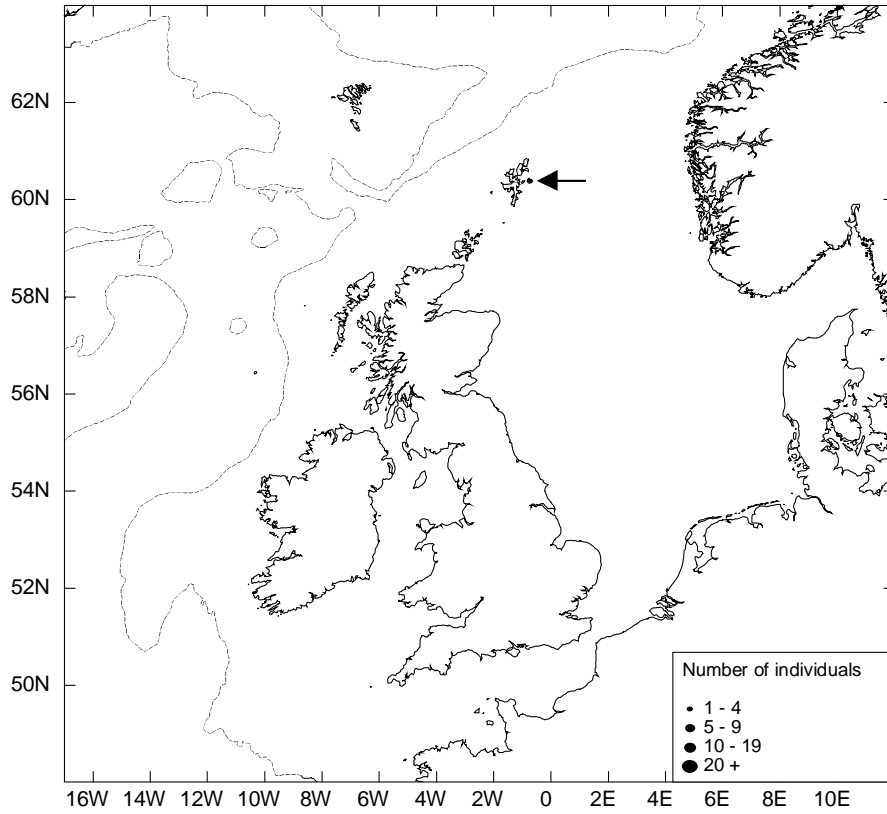 62N
60N
58N
56N
54N
52N
50N
16W 14W 12W 10W 8W 6W 4W 2W 0 2E 4E 6E 8E 10E
Number of individuals
1 - 4
5 - 9
10 - 19
20 +